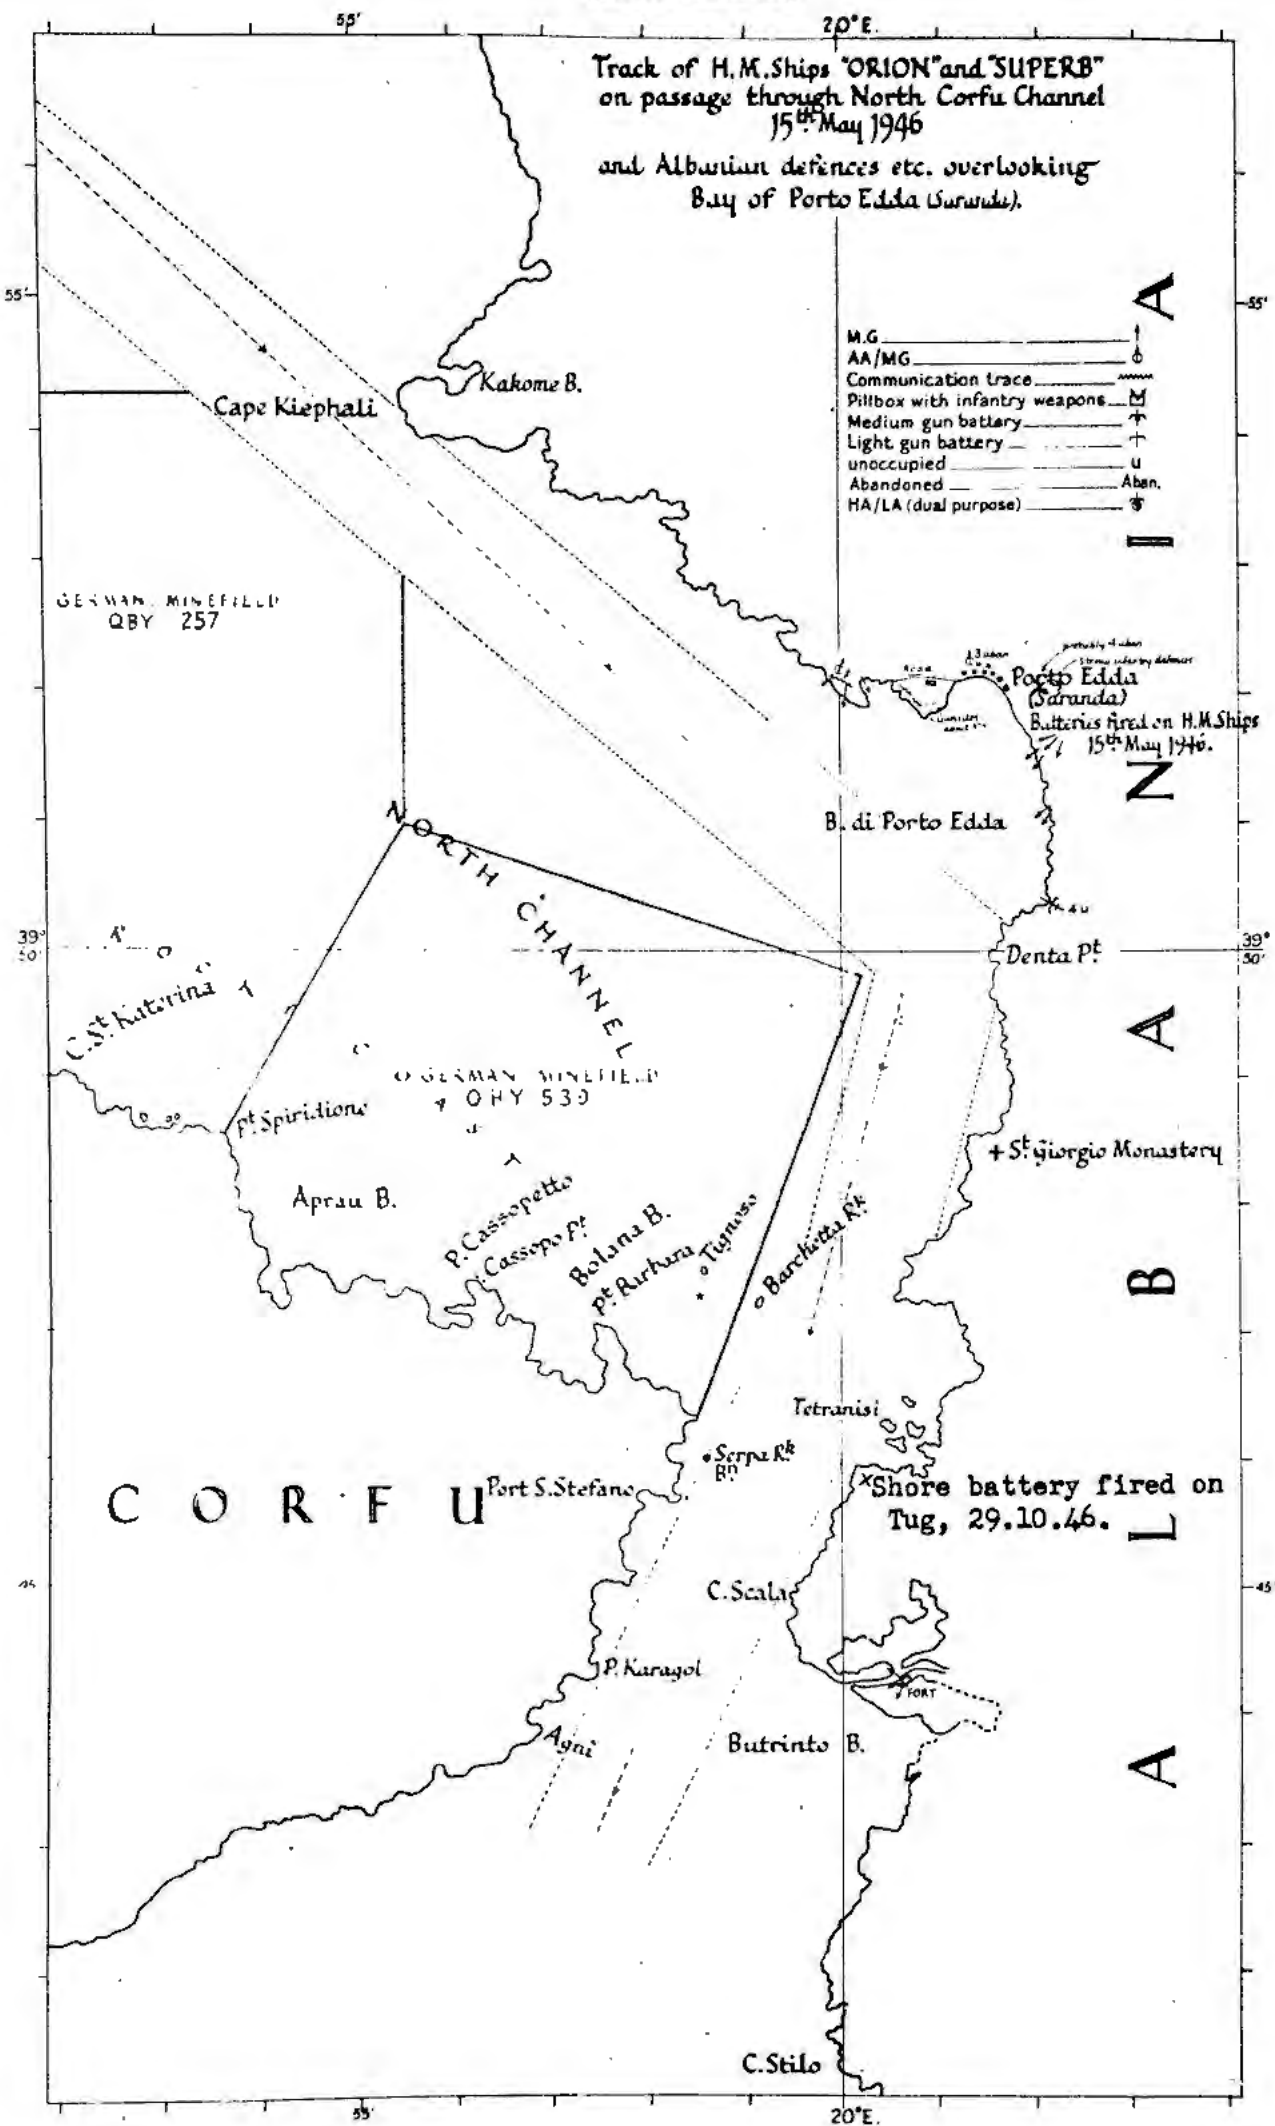 55'
20°E.
Track of H.M.Ships "ORION" and "SUPERB"
on passage through North Corfu Channel
15th May 1946
and Albanian defences etc. overlooking
Bay of Porto Edda (Saranda).
55'
55'
M.G.
AA/MG
Communication trace
Pillbox with infantry weapons
Medium gun battery
Light gun battery
unoccupied u
Abandoned Aban.
HA/LA (dual purpose)
Kakome B.
Cape Kiephali
GERMAN MINEFIELD
QBY 257
Porto Edda
(Saranda)
Batteries fired on H.M.Ships
15th May 1946.
B. di Porto Edda
NORTH CHANNEL
4u
39°
50'
39°
50'
Denta Pt.
C. St. Katerina
GERMAN MINEFIELD
QHY 539
Pt. Spiridione
+ St. Giorgio Monastery
Aprau B.
P. Cassopetto
Cassopo Pt.
Bolana B.
Pt. Barbara
Tignoso
Barchetta Rk
Tetranisi
Serpa Rk
Bn
Port S. Stefano
CORFU
x Shore battery fired on
Tug, 29.10.46.
45
45'
C. Scala
P. Karagol
FORT
Agni
Butrinto B.
C. Stilo
ALBANIA
55'
20°E.